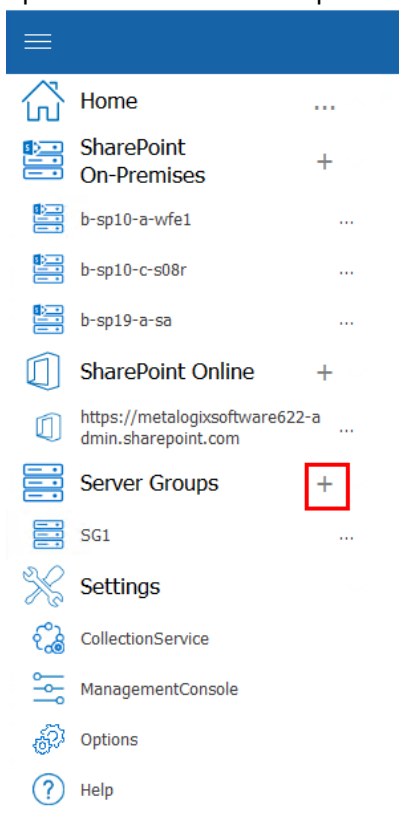 Home
...
SharePoint
On-Premises
+
b-sp10-a-wfe1
...
b-sp10-c-s08r
...
b-sp19-a-sa
...
SharePoint Online
+
https://metalogixsoftware622-a
dmin.sharepoint.com
...
Server Groups
+
SG1
...
Settings
CollectionService
ManagementConsole
Options
?
Help